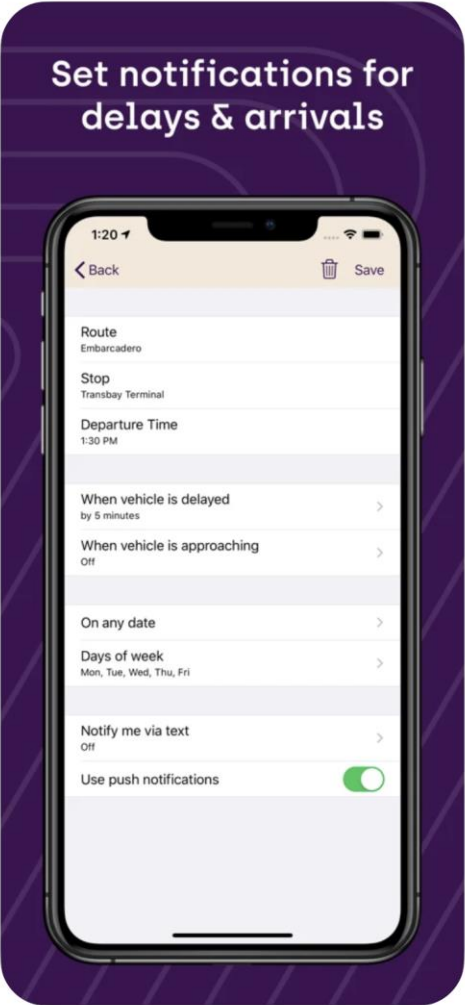 Set notifications for
delays & arrivals
1:20
Back
Save
Route
Embarcadero
Stop
Transbay Terminal
Departure Time
1:30 PM
When vehicle is delayed
by 5 minutes
When vehicle is approaching
Off
On any date
Days of week
Mon, Tue, Wed, Thu, Fri
Notify me via text
Off
Use push notifications